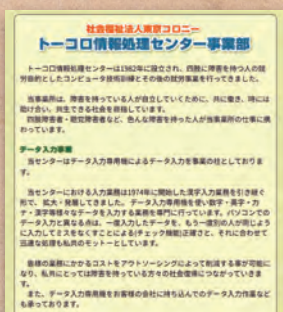 社会福祉法人東京コロニー
トーコロ情報処理センター事業部
トーコロ情報処理センターは1982年に設立され、四肢に障害を持つ人の就
労を目的としたコンピュータ技術訓練とその後の就労事業を行ってきました。
当事業所は、障害を持っている人が自立していくために、共に働き、時には
助け合い、共生できる社会を目指しています。
四肢障害者・聴覚障害者など、色んな障害を持った人が当事業所の仕事に携
わっています。
データ入力事業
当センターはデータ入力専用機によるデータ入力を事業の柱としておりま
す。
当センターにおける入力業務は1974年に開始した漢字入力業務を引き継ぐ
形で、拡大・発展してきました。データ入力専用機を使い数字・英字・カ
ナ・漢字等様々なデータを入力する業務を専門に行っています。パソコンでの
データ入力と異なる点は、一度入力したデータを、もう一度別の人が同じよう
に入力してミスをなくすことによる(チェック機能)正確さと、それに合わせて
迅速な処理も私共のモットーとしています。
皆様の業務にかかるコストをアウトソーシングによって削減する事が可能に
なり、私共にとっては障害を持っている方々の社会復帰につながっていきま
す。
また、データ入力専用機をお客様の会社に持ち込んでのデータ入力作業など
も承っております。